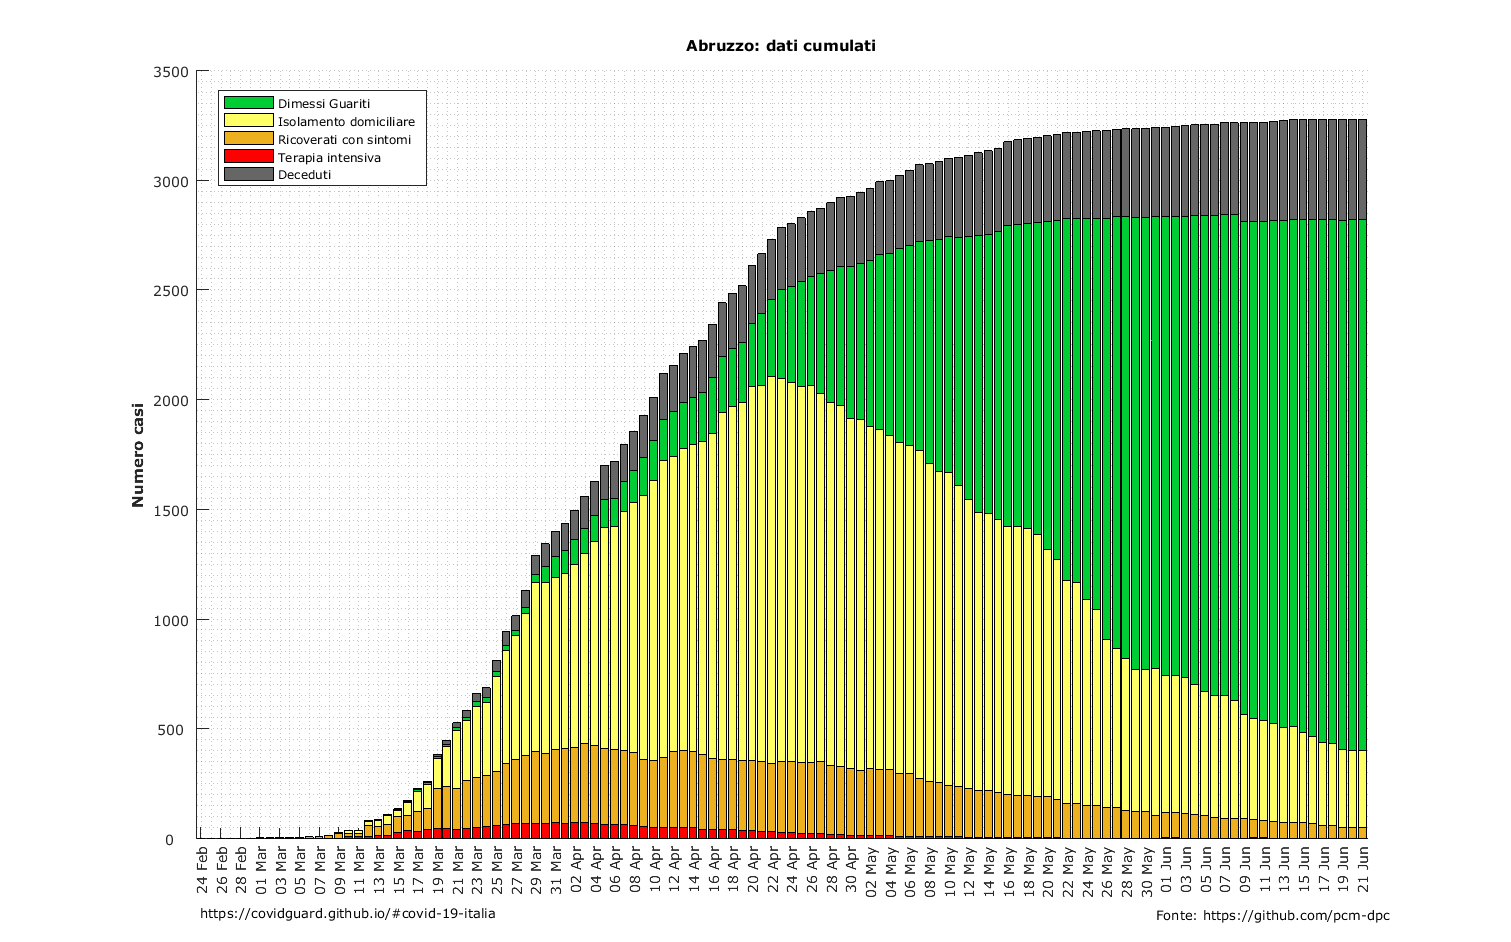 Abruzzo: dati cumulati
3500
3000
2500
2000
1500
1000
500
0
Numero casi
Dimessi Guariti
Isolamento domiciliare
Ricoverati con sintomi
Terapia intensiva
Deceduti
24 Feb
26 Feb
28 Feb
01 Mar
03 Mar
05 Mar
07 Mar
09 Mar
11 Mar
13 Mar
15 Mar
17 Mar
19 Mar
21 Mar
23 Mar
25 Mar
27 Mar
29 Mar
31 Mar
02 Apr
04 Apr
06 Apr
08 Apr
10 Apr
12 Apr
14 Apr
16 Apr
18 Apr
20 Apr
22 Apr
24 Apr
26 Apr
28 Apr
30 Apr
02 May
04 May
06 May
08 May
10 May
12 May
14 May
16 May
18 May
20 May
22 May
24 May
26 May
28 May
30 May
01 Jun
03 Jun
05 Jun
07 Jun
09 Jun
11 Jun
13 Jun
15 Jun
17 Jun
19 Jun
21 Jun
https://covidguard.github.io/#covid-19-italia
Fonte: https://github.com/pcm-dpc